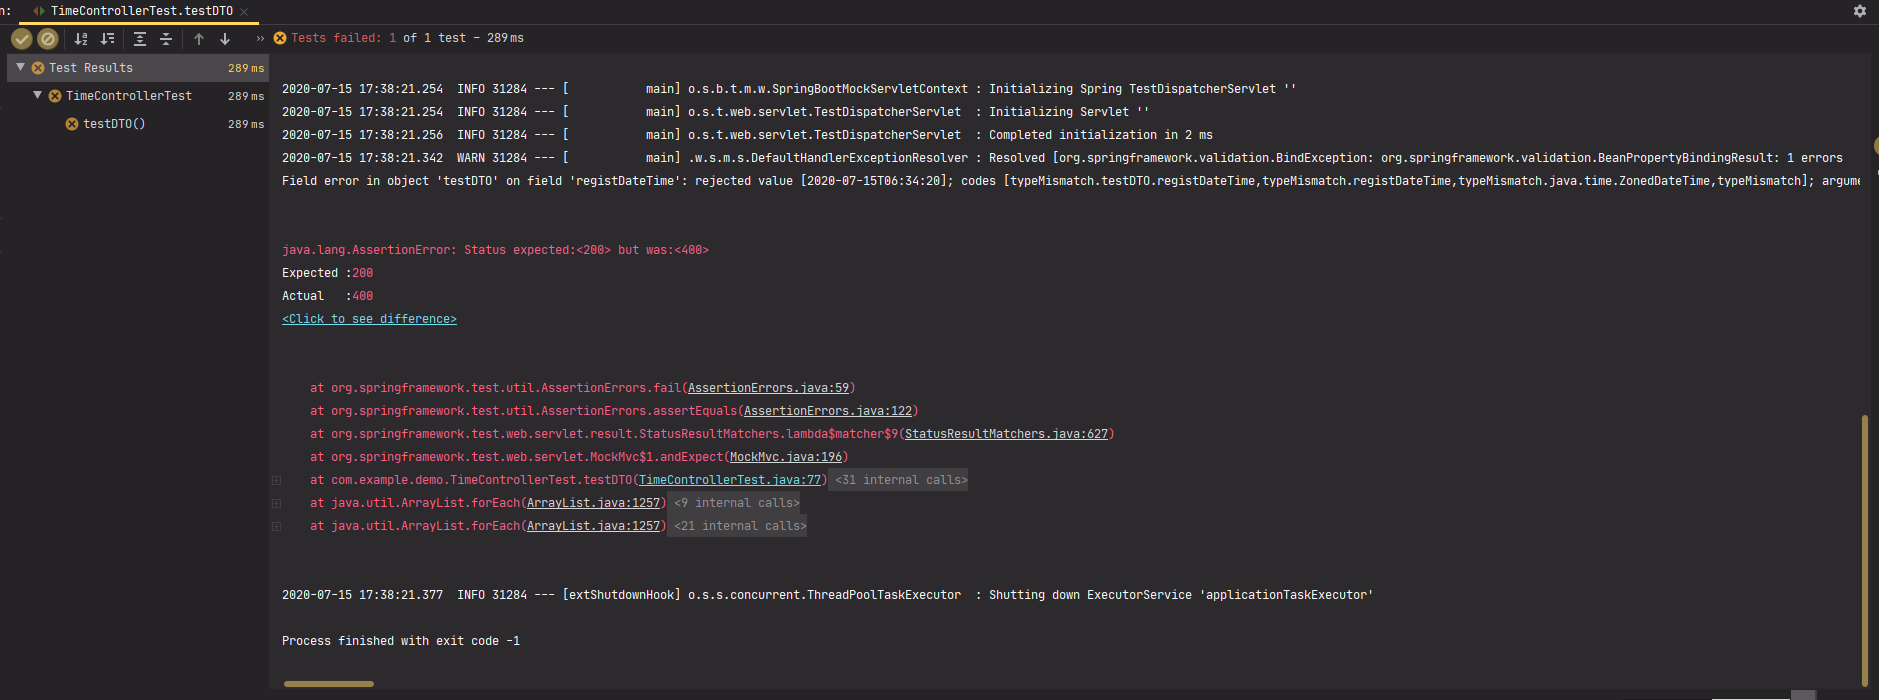 n: TimeControllerTest.testDTO
Tests failed: 1 of 1 test – 289 ms
Test Results 289 ms
TimeControllerTest 289 ms
testDTO() 289 ms
2020-07-15 17:38:21.254  INFO 31284 --- [           main] o.s.b.t.m.w.SpringBootMockServletContext : Initializing Spring TestDispatcherServlet ''
2020-07-15 17:38:21.254  INFO 31284 --- [           main] o.s.t.web.servlet.TestDispatcherServlet  : Initializing Servlet ''
2020-07-15 17:38:21.256  INFO 31284 --- [           main] o.s.t.web.servlet.TestDispatcherServlet  : Completed initialization in 2 ms
2020-07-15 17:38:21.342  WARN 31284 --- [           main] .w.s.m.s.DefaultHandlerExceptionResolver : Resolved [org.springframework.validation.BindException: org.springframework.validation.BeanPropertyBindingResult: 1 errors
Field error in object 'testDTO' on field 'registDateTime': rejected value [2020-07-15T06:34:20]; codes [typeMismatch.testDTO.registDateTime,typeMismatch.registDateTime,typeMismatch.java.time.ZonedDateTime,typeMismatch]; argume
java.lang.AssertionError: Status expected:<200> but was:<400>
Expected :200
Actual   :400
<Click to see difference>
at org.springframework.test.util.AssertionErrors.fail(AssertionErrors.java:59)
at org.springframework.test.util.AssertionErrors.assertEquals(AssertionErrors.java:122)
at org.springframework.test.web.servlet.result.StatusResultMatchers.lambda$matcher$9(StatusResultMatchers.java:627)
at org.springframework.test.web.servlet.MockMvc$1.andExpect(MockMvc.java:196)
at com.example.demo.TimeControllerTest.testDTO(TimeControllerTest.java:77) <31 internal calls>
at java.util.ArrayList.forEach(ArrayList.java:1257) <9 internal calls>
at java.util.ArrayList.forEach(ArrayList.java:1257) <21 internal calls>
2020-07-15 17:38:21.377  INFO 31284 --- [extShutdownHook] o.s.s.concurrent.ThreadPoolTaskExecutor  : Shutting down ExecutorService 'applicationTaskExecutor'
Process finished with exit code -1